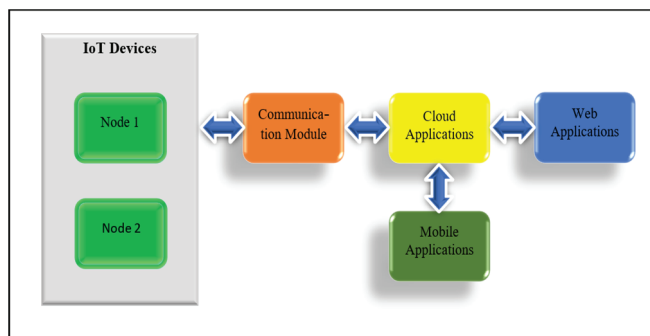 IoT Devices
Node 1
Node 2
Communica-
tion Module
Cloud
Applications
Web
Applications
Mobile
Applications